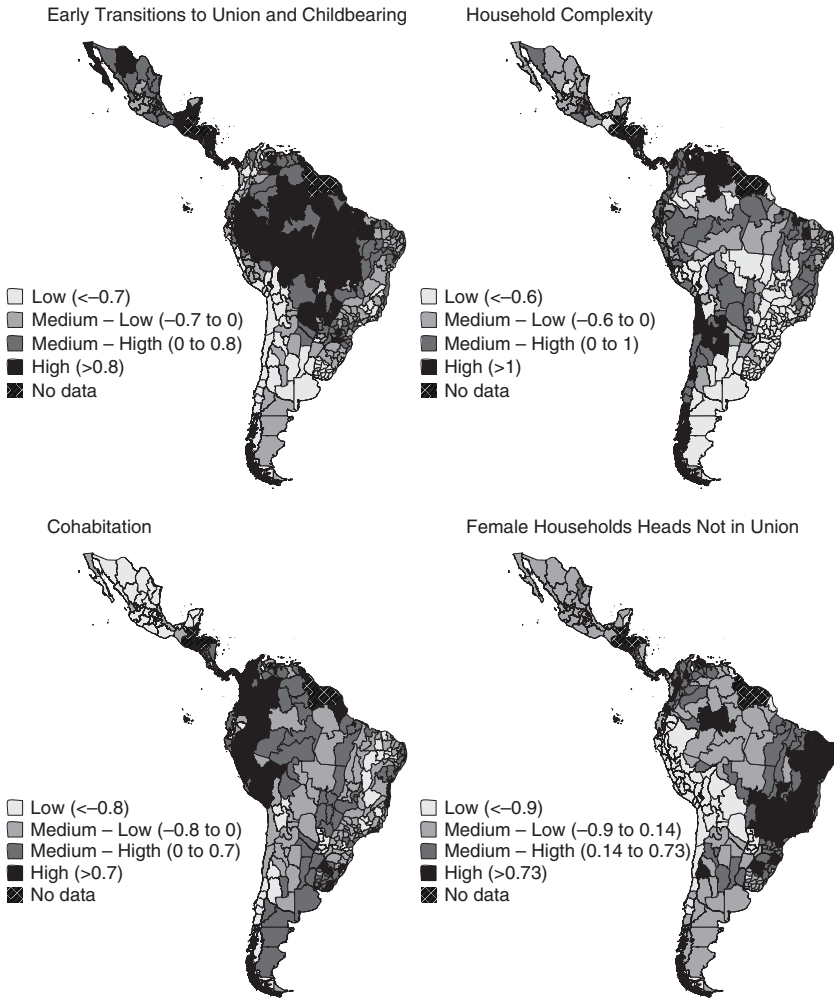 Early Transitions to Union and Childbearing
Low (<–0.7)
Medium – Low (–0.7 to 0)
Medium – Higth (0 to 0.8)
High (>0.8)
No data
Household Complexity
Low (<–0.6)
Medium – Low (–0.6 to 0)
Medium – Higth (0 to 1)
High (>1)
No data
Cohabitation
Low (<–0.8)
Medium – Low (–0.8 to 0)
Medium – Higth (0 to 0.7)
High (>0.7)
No data
Female Households Heads Not in Union
Low (<–0.9)
Medium – Low (–0.9 to 0.14)
Medium – Higth (0.14 to 0.73)
High (>0.73)
No data